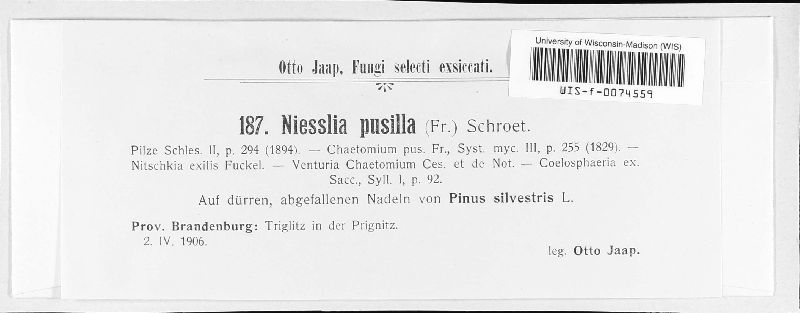 University of Wisconsin-Madison (WIS)
WIS-f-0074559
Otto Jaap, Fungi selecti exsiccati.
187. Niesslia pusilla (Fr.) Schroet.
Pilze Schles. II, p. 294 (1894). — Chaetomium pus. Fr., Syst. myc. III, p. 255 (1829). —
Nitschkia exilis Fuckel. — Venturia Chaetomium Ces. et de Not. — Coelosphaeria ex.
Sacc., Syll. I, p. 92.
Auf dürren, abgefallenen Nadeln von Pinus silvestris L.
Prov. Brandenburg: Triglitz in der Prignitz.
2. IV. 1906.
leg. Otto Jaap.